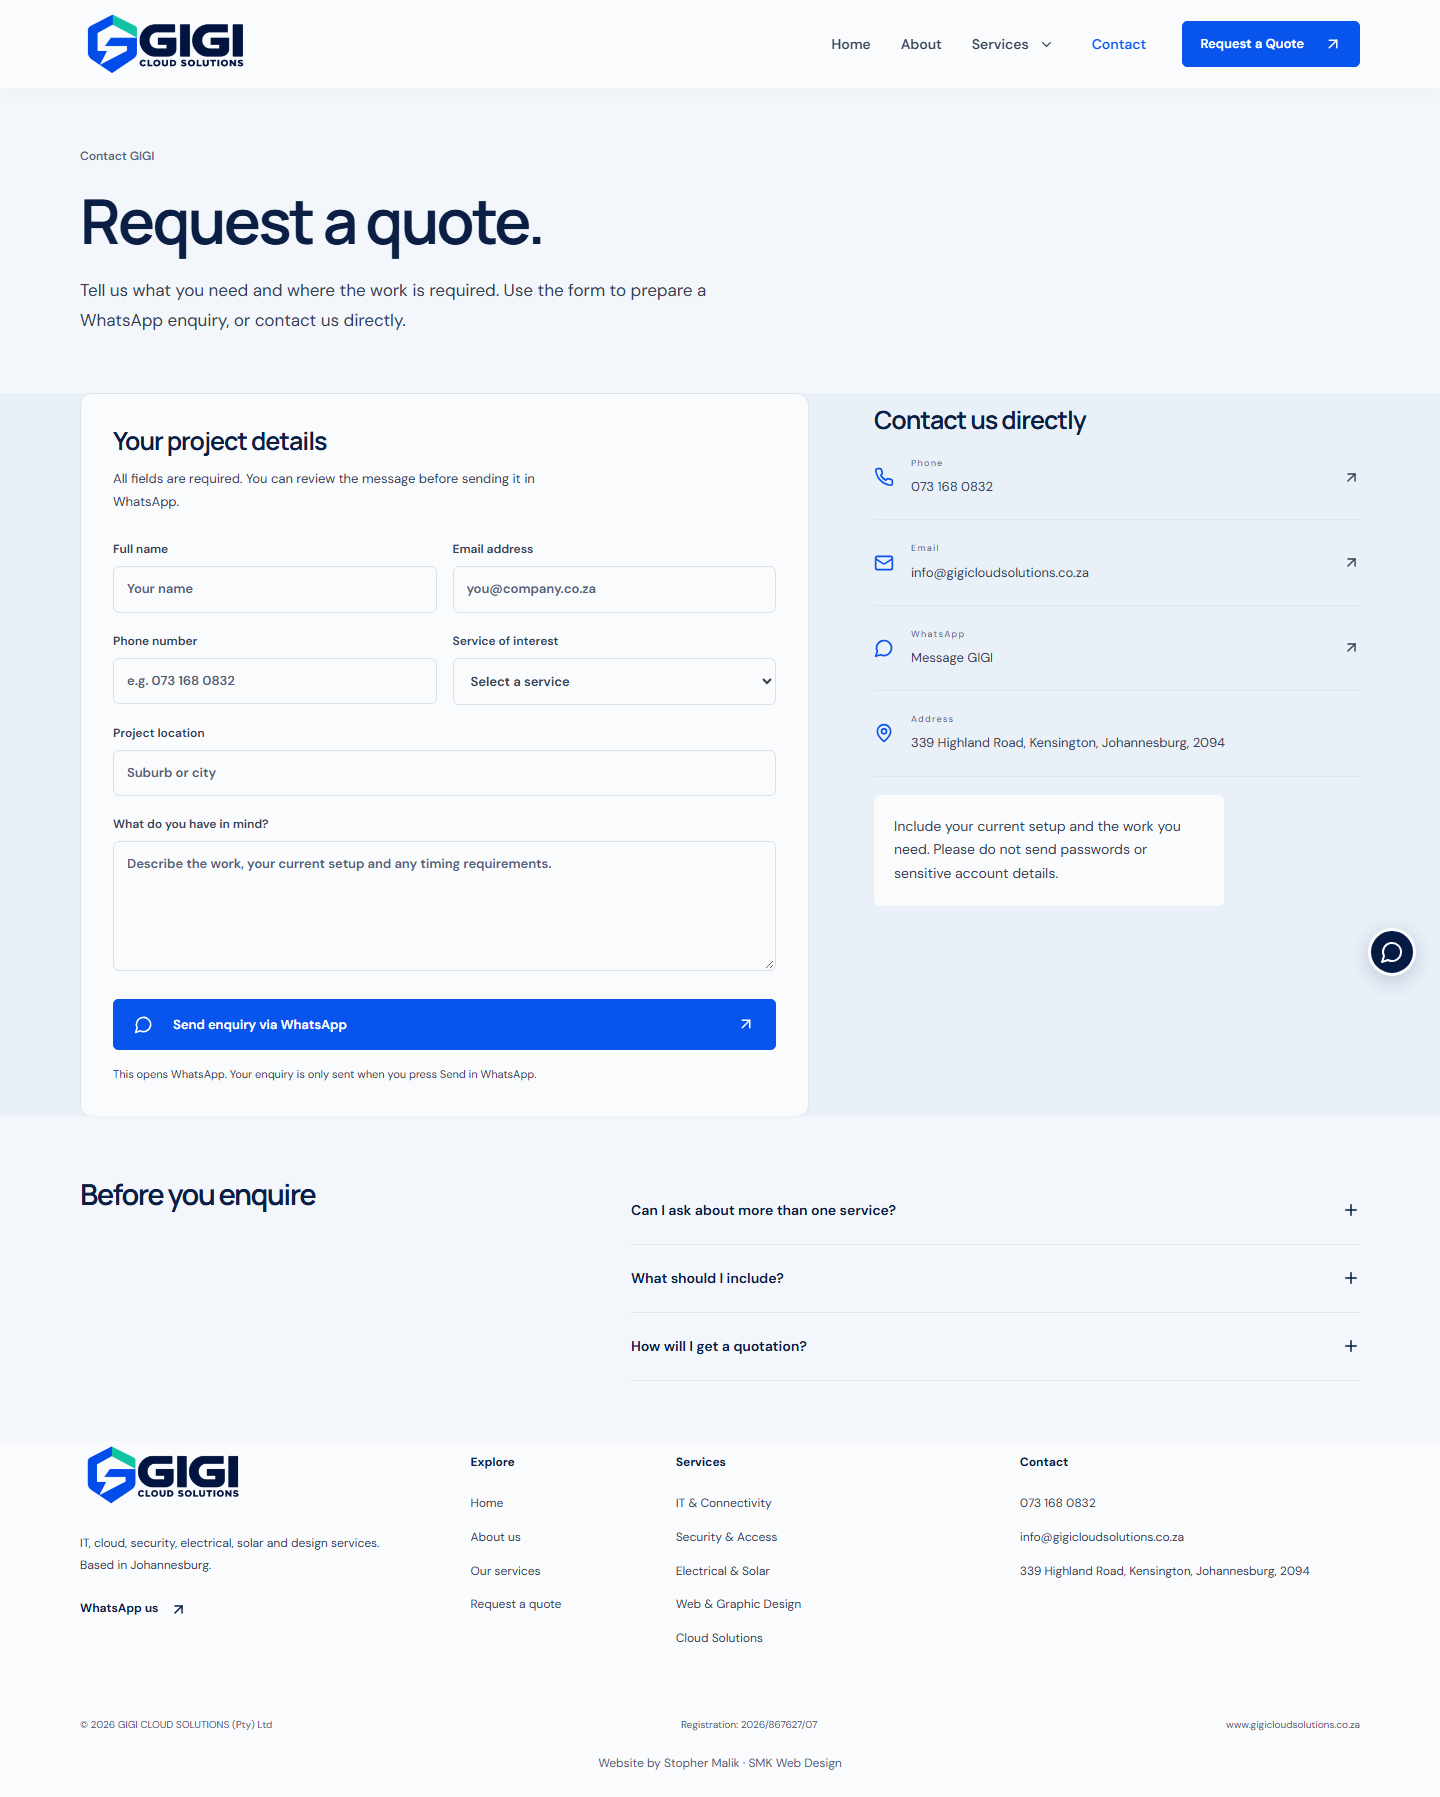 GIGI
CLOUD SOLUTIONS
Home
About
Services
Contact
Request a Quote
Contact GIGI
Request a quote.
Tell us what you need and where the work is required. Use the form to prepare a
WhatsApp enquiry, or contact us directly.
Your project details
All fields are required. You can review the message before sending it in
WhatsApp.
Full name
Your name
Email address
you@company.co.za
Phone number
e.g. 073 168 0832
Service of interest
Select a service
Project location
Suburb or city
What do you have in mind?
Describe the work, your current setup and any timing requirements.
Send enquiry via WhatsApp
This opens WhatsApp. Your enquiry is only sent when you press Send in WhatsApp.
Contact us directly
Phone
073 168 0832
Email
info@gigicloudsolutions.co.za
WhatsApp
Message GIGI
Address
339 Highland Road, Kensington, Johannesburg, 2094
Include your current setup and the work you
need. Please do not send passwords or
sensitive account details.
Before you enquire
Can I ask about more than one service?
What should I include?
How will I get a quotation?
GIGI
CLOUD SOLUTIONS
IT, cloud, security, electrical, solar and design services.
Based in Johannesburg.
WhatsApp us
Explore
Home
About us
Our services
Request a quote
Services
IT & Connectivity
Security & Access
Electrical & Solar
Web & Graphic Design
Cloud Solutions
Contact
073 168 0832
info@gigicloudsolutions.co.za
339 Highland Road, Kensington, Johannesburg, 2094
© 2026 GIGI CLOUD SOLUTIONS (Pty) Ltd
Registration: 2026/867627/07
www.gigicloudsolutions.co.za
Website by Stopher Malik · SMK Web Design